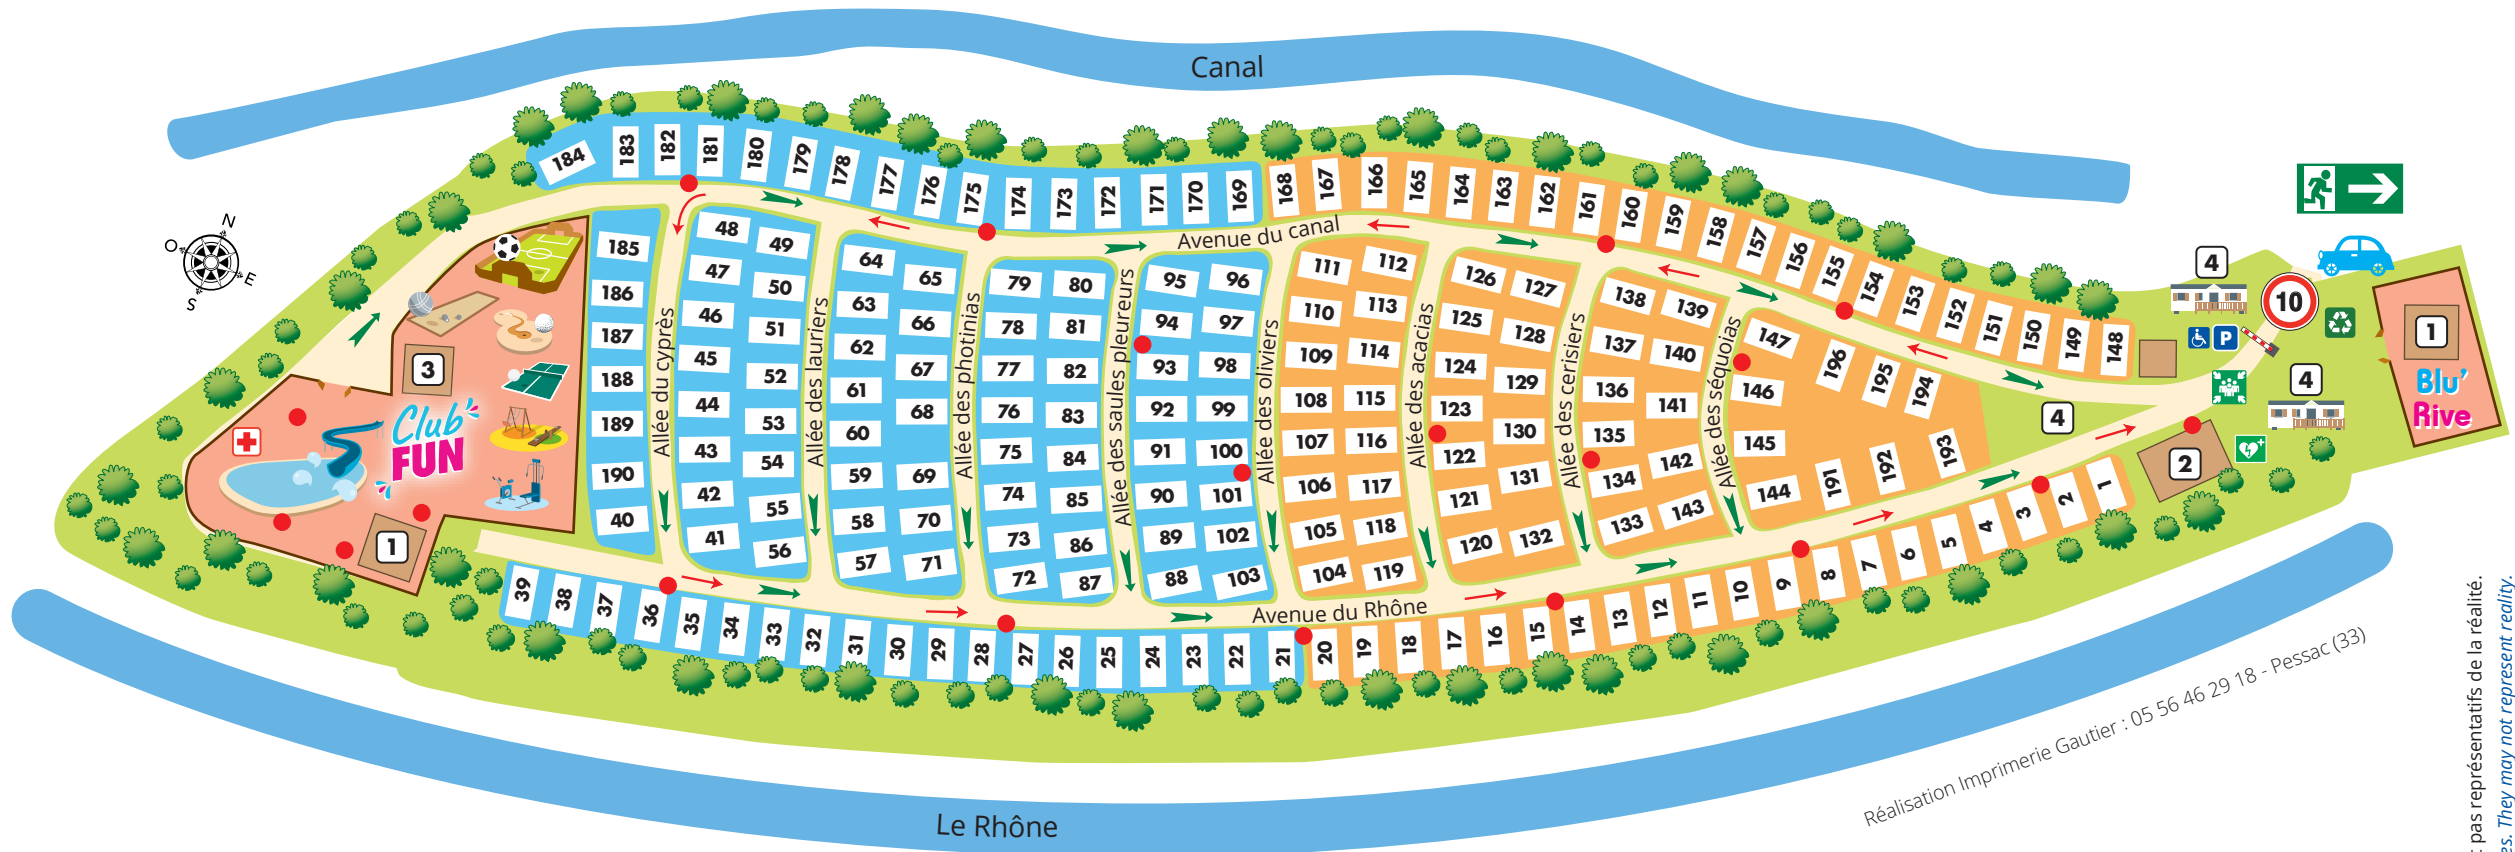 Canal
184 183 182 181 180 179 178 177 176 175 174 173 172 171 170 169 168 167 166 165 164 163 162 161 160 159 158 157 156 155 154 153 152 151 150 149 148
N
O
E
S
Avenue du canal
185
186
187
188
189
190
40
Allée du cyprès
48 49
47 50
46 51
45 52
44 53
43 54
42 55
41 56
Allée des lauriers
64 65
63 66
62 67
61 68
60
59 69
58 70
57 71
Allée des photinias
79 80
78 81
77 82
76 83
75 84
74 85
73 86
72 87
Allée des saules pleureurs
95 96
94 97
93 98
92 99
91 100
90 101
89 102
88 103
Allée des oliviers
111 112
110 113
109 114
108 115
107 116
106 117
105 118
104 119
Allée des acacias
126 127
125 128
124 129
123 130
122 131
121 132
120
Allée des cerisiers
138 139
137 140
136 141
135 142
134 143
133
Allée des séquoias
147 196 195 194
146
145
144 191 192 193
3
Club
FUN
1
4
10
P
4
4
2
1
Blu'
Rive
Avenue du Rhône
39 38 37 36 35 34 33 32 31 30 29 28 27 26 25 24 23 22 21 20 19 18 17 16 15 14 13 12 11 10 9 8 7 6 5 4 3 2 1
Le Rhône
Réalisation Imprimerie Gautier : 05 56 46 29 18 - Pessac (33)
pas représentatifs de la réalité.
They may not represent reality.